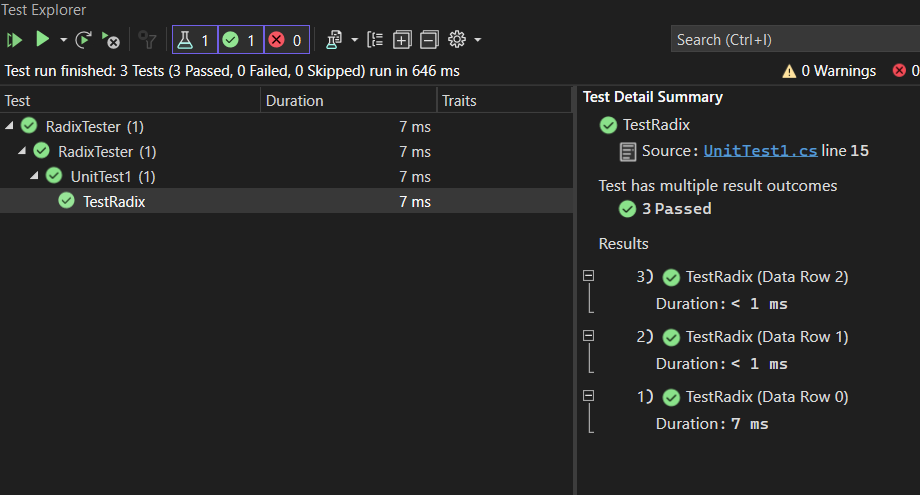 Test Explorer
1 1 0
Search (Ctrl+I)
Test run finished: 3 Tests (3 Passed, 0 Failed, 0 Skipped) run in 646 ms
0 Warnings 0
Test Duration Traits
RadixTester (1) 7 ms
RadixTester (1) 7 ms
UnitTest1 (1) 7 ms
TestRadix 7 ms
Test Detail Summary
TestRadix
Source: UnitTest1.cs line 15
Test has multiple result outcomes
3 Passed
Results
3) TestRadix (Data Row 2)
Duration: < 1 ms
2) TestRadix (Data Row 1)
Duration: < 1 ms
1) TestRadix (Data Row 0)
Duration: 7 ms